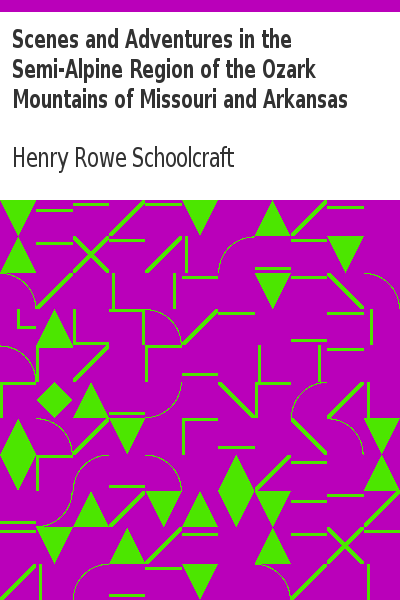 Scenes and Adventures in the
Semi-Alpine Region of the Ozark
Mountains of Missouri and Arkansas
Henry Rowe Schoolcraft